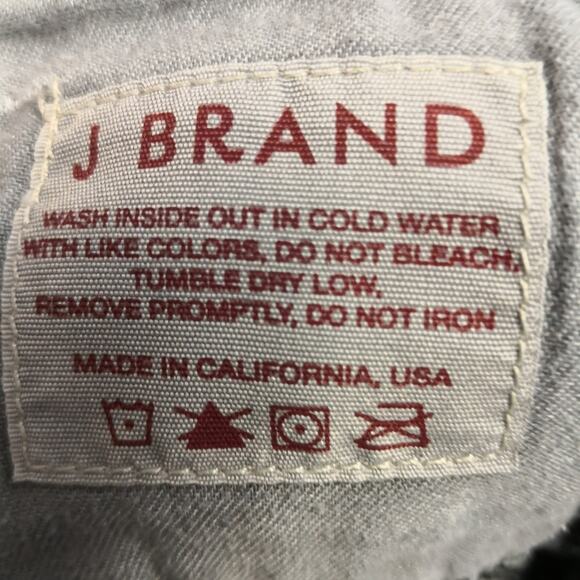 J BRAND
WASH INSIDE OUT IN COLD WATER
WITH LIKE COLORS, DO NOT BLEACH,
TUMBLE DRY LOW,
REMOVE PROMPTLY, DO NOT IRON
MADE IN CALIFORNIA, USA